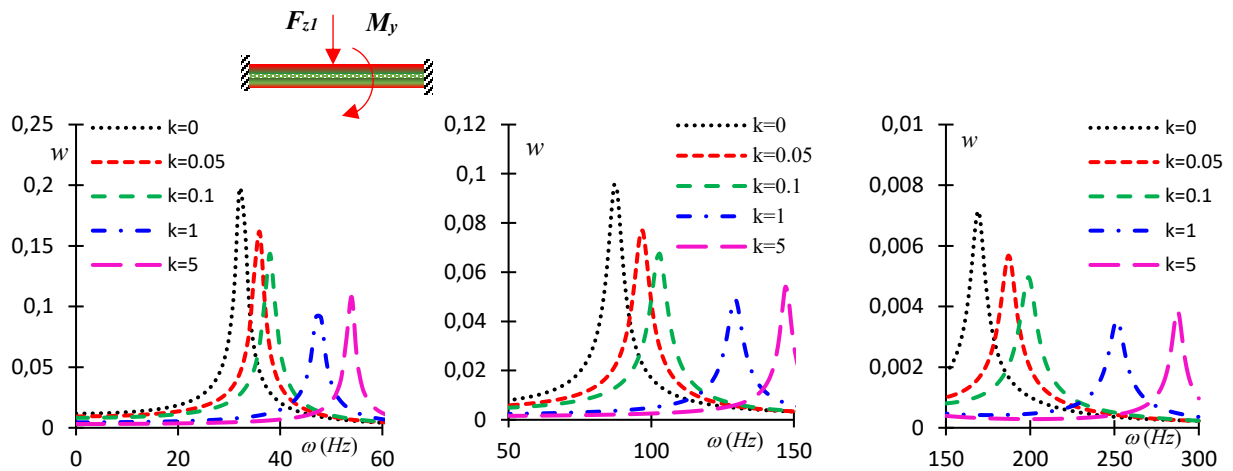 F_{z1} M_y
0,25
0,2
0,15
0,1
0,05
0
w
k=0
k=0.05
k=0.1
k=1
k=5
0 20 40 60
ω (Hz)
0,12
0,1
0,08
0,06
0,04
0,02
0
w
k=0
k=0.05
k=0.1
k=1
k=5
50 100 150
ω (Hz)
0,01
0,008
0,006
0,004
0,002
0
w
k=0
k=0.05
k=0.1
k=1
k=5
150 200 250 300
ω (Hz)